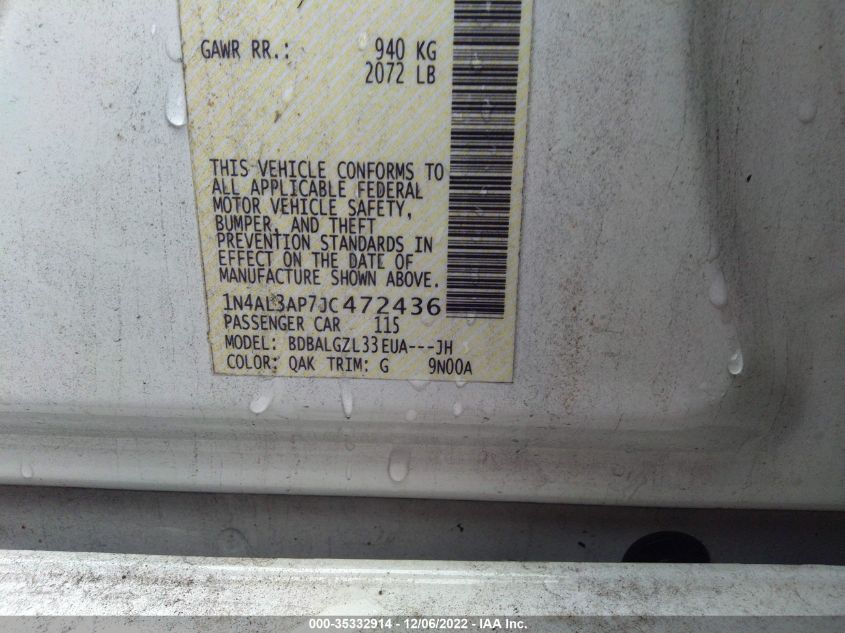 GAWR RR.: 940 KG
2072 LB
THIS VEHICLE CONFORMS TO
ALL APPLICABLE FEDERAL
MOTOR VEHICLE SAFETY,
BUMPER, AND THEFT
PREVENTION STANDARDS IN
EFFECT ON THE DATE OF
MANUFACTURE SHOWN ABOVE.
1N4AL3AP7JC472436
PASSENGER CAR 115
MODEL: BDBALGZL33EUA---JH
COLOR: QAK TRIM: G 9N00A
000-35332914 - 12/06/2022 - IAA Inc.